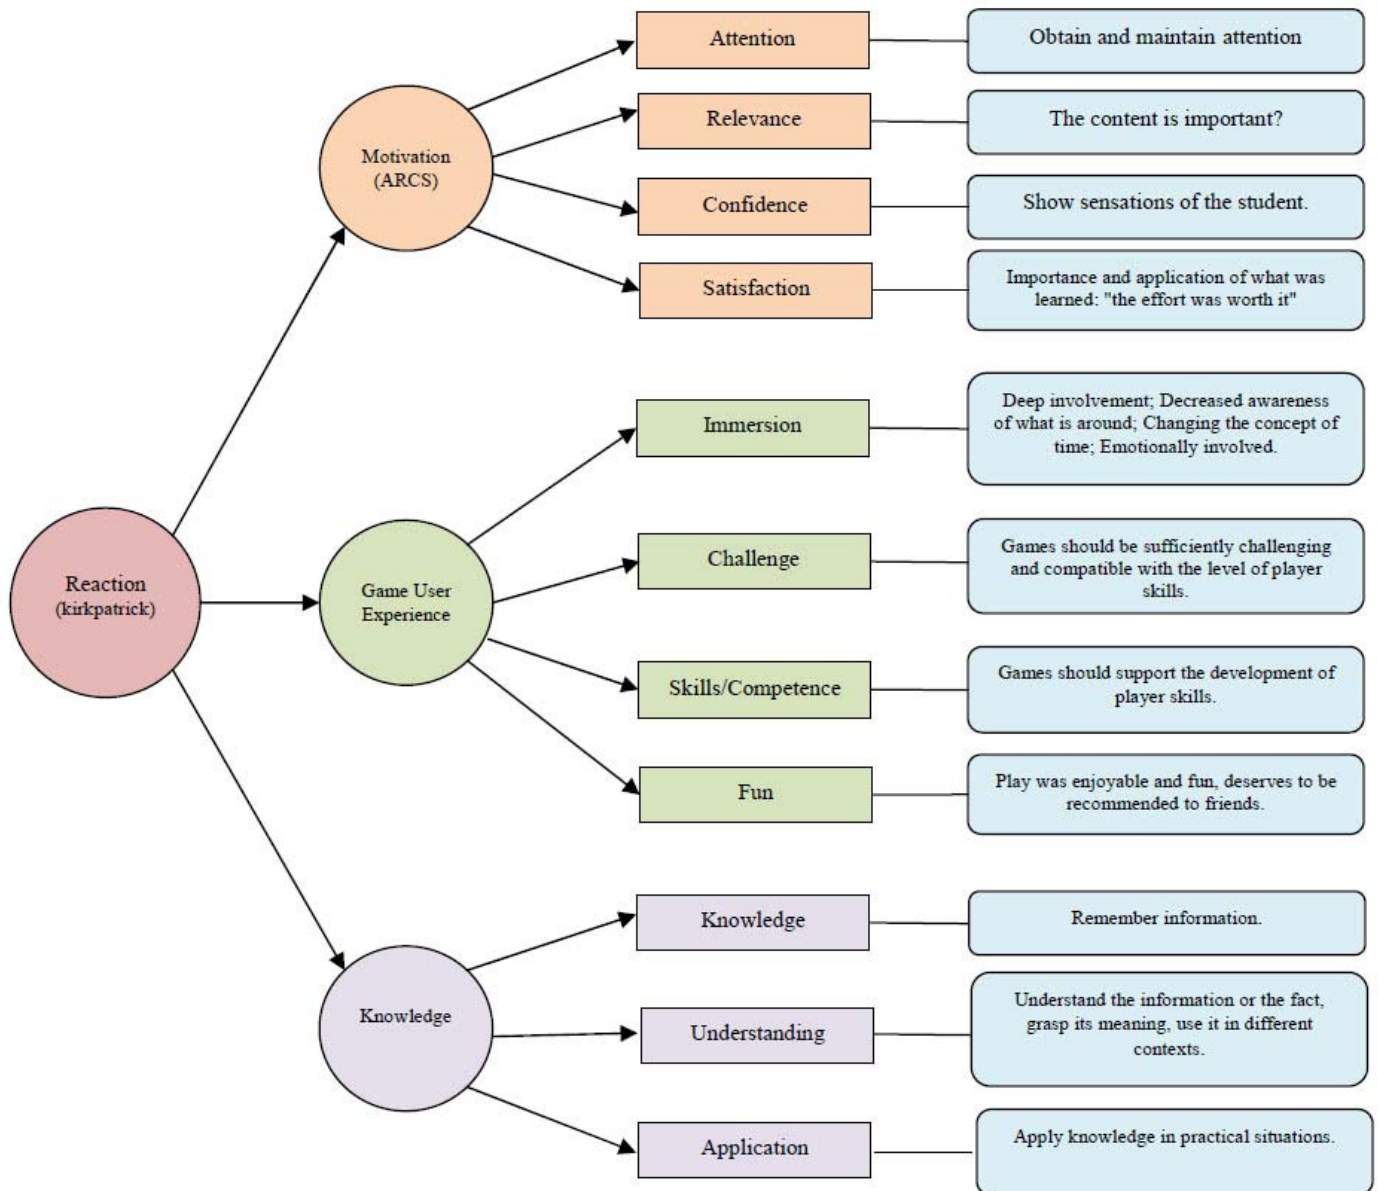 Attention
Obtain and maintain attention
Relevance
The content is important?
Motivation
(ARCS)
Confidence
Show sensations of the student.
Satisfaction
Importance and application of what was
learned: "the effort was worth it"
Immersion
Deep involvement; Decreased awareness
of what is around; Changing the concept of
time; Emotionally involved.
Reaction
(kirkpatrick)
Game User
Experience
Challenge
Games should be sufficiently challenging
and compatible with the level of player
skills.
Skills/Competence
Games should support the development of
player skills.
Fun
Play was enjoyable and fun, deserves to be
recommended to friends.
Knowledge
Knowledge
Remember information.
Understanding
Understand the information or the fact,
grasp its meaning, use it in different
contexts.
Application
Apply knowledge in practical situations.